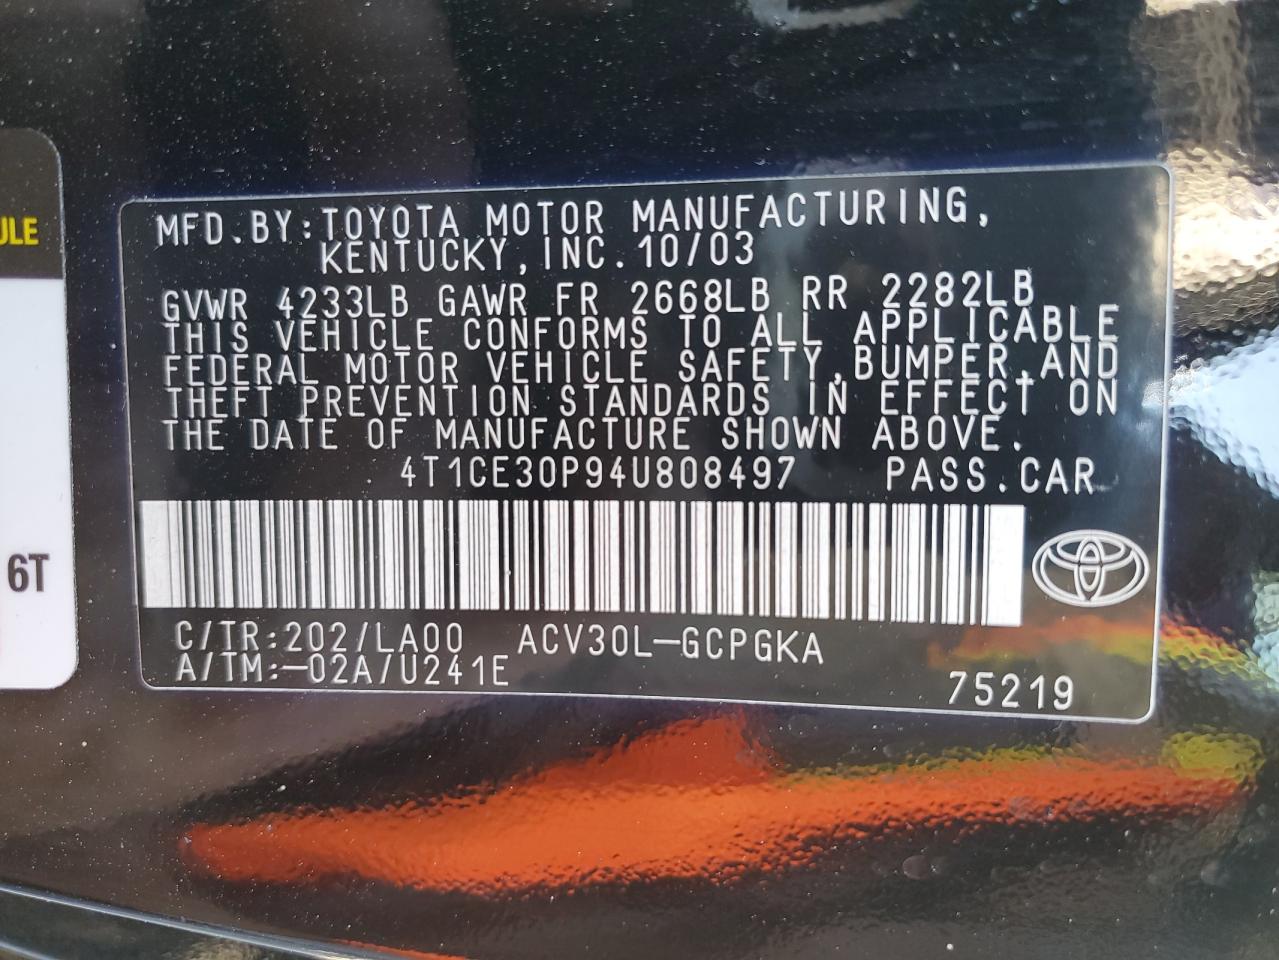 ULE
6T
MFD.BY:TOYOTA MOTOR MANUFACTURING,
KENTUCKY,INC.10/03
GVWR 4233LB GAWR FR 2668LB RR 2282LB
THIS VEHICLE CONFORMS TO ALL APPLICABLE
FEDERAL MOTOR VEHICLE SAFETY,BUMPER,AND
THEFT PREVENTION STANDARDS IN EFFECT ON
THE DATE OF MANUFACTURE SHOWN ABOVE.
4T1CE30P94U808497 PASS.CAR
C/TR:202/LA00 ACV30L-GCPGKA
A/TM:-02A/U241E
75219